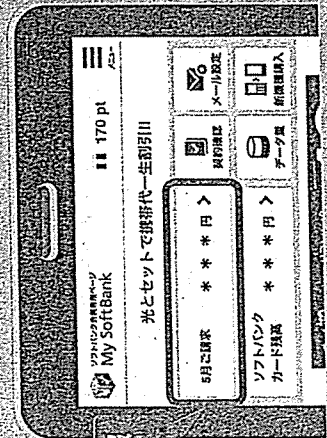 ソフトバンク会員専用ページ
My SoftBank
170 pt
メニュー
光とセットで携帯代一生割引!!
5月ご請求
***円 >
契約確認
メール設定
ソフトバンク
カード残高
***円 >
データ量
新機種購入